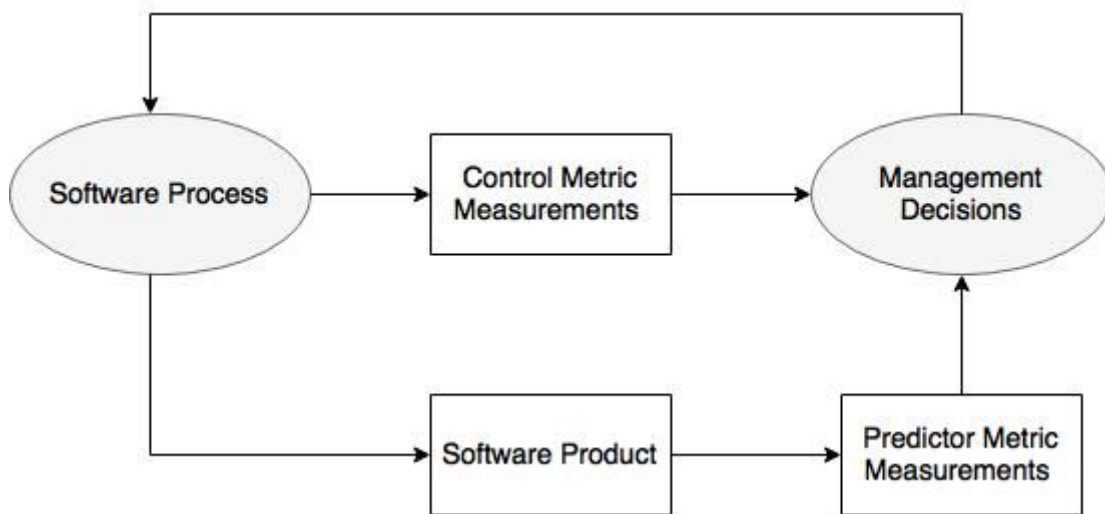 Software Process
Control Metric
Measurements
Management
Decisions
Software Product
Predictor Metric
Measurements